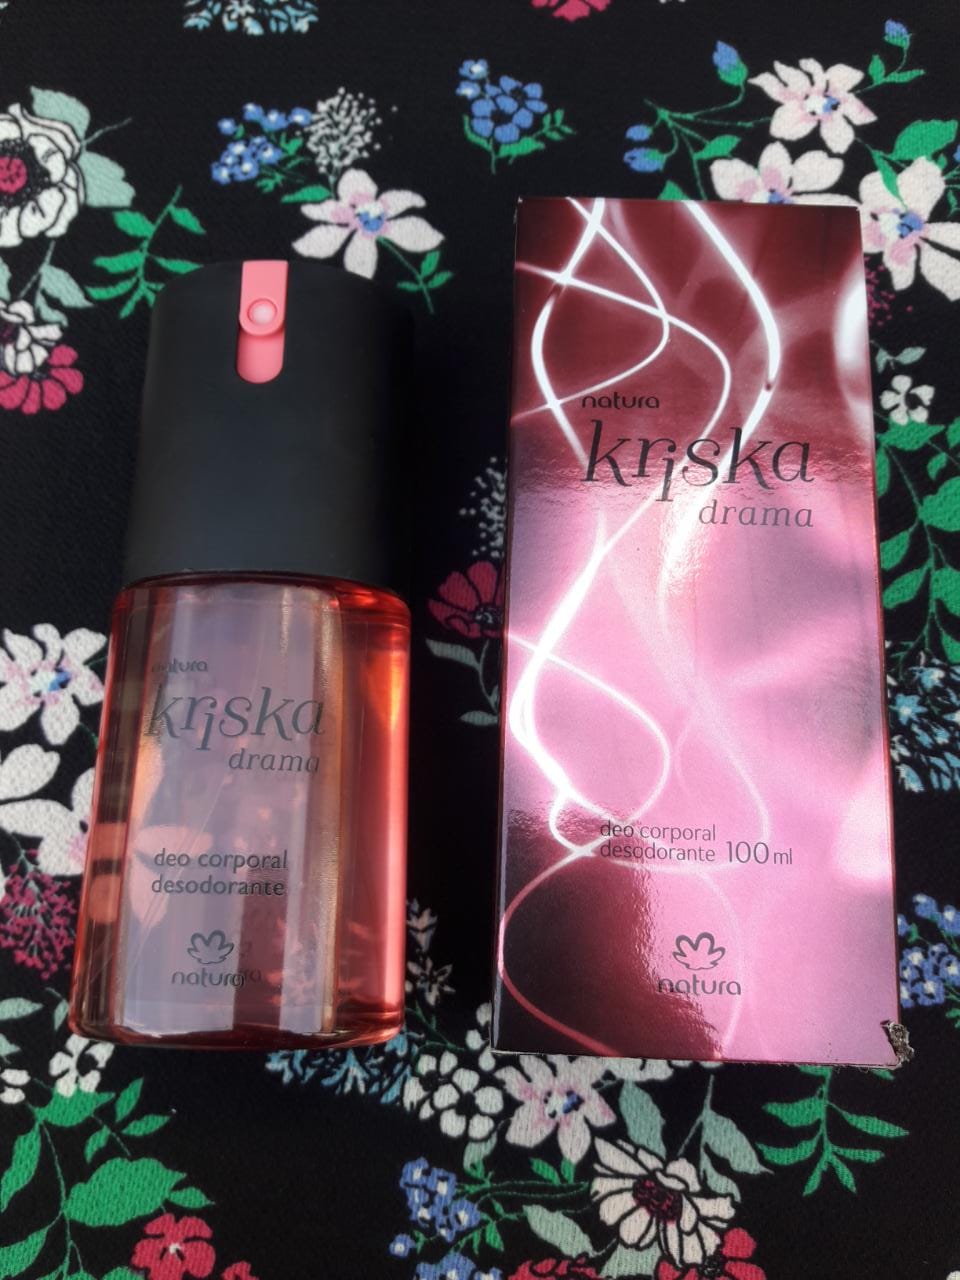 natura
kriska
drama
deo corporal
desodorante
natura
natura
kriska
drama
deo corporal
desodorante 100 ml
natura